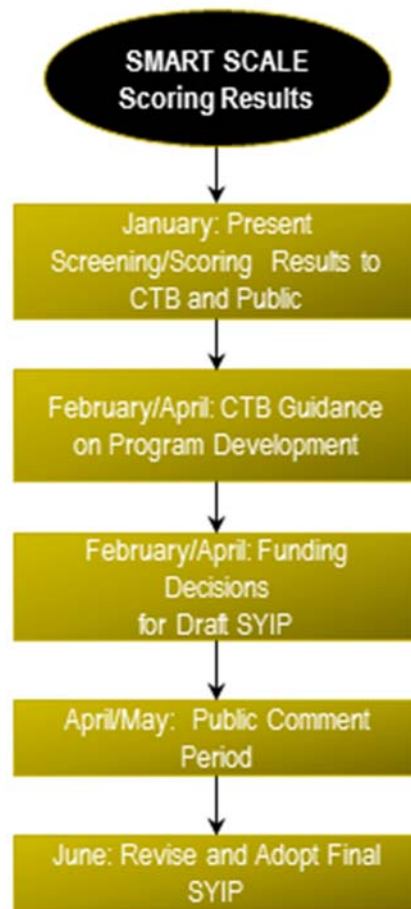 SMART SCALE
Scoring Results
January: Present
Screening/Scoring Results to
CTB and Public
February/April: CTB Guidance
on Program Development
February/April: Funding
Decisions
for Draft SYIP
April/May: Public Comment
Period
June: Revise and Adopt Final
SYIP